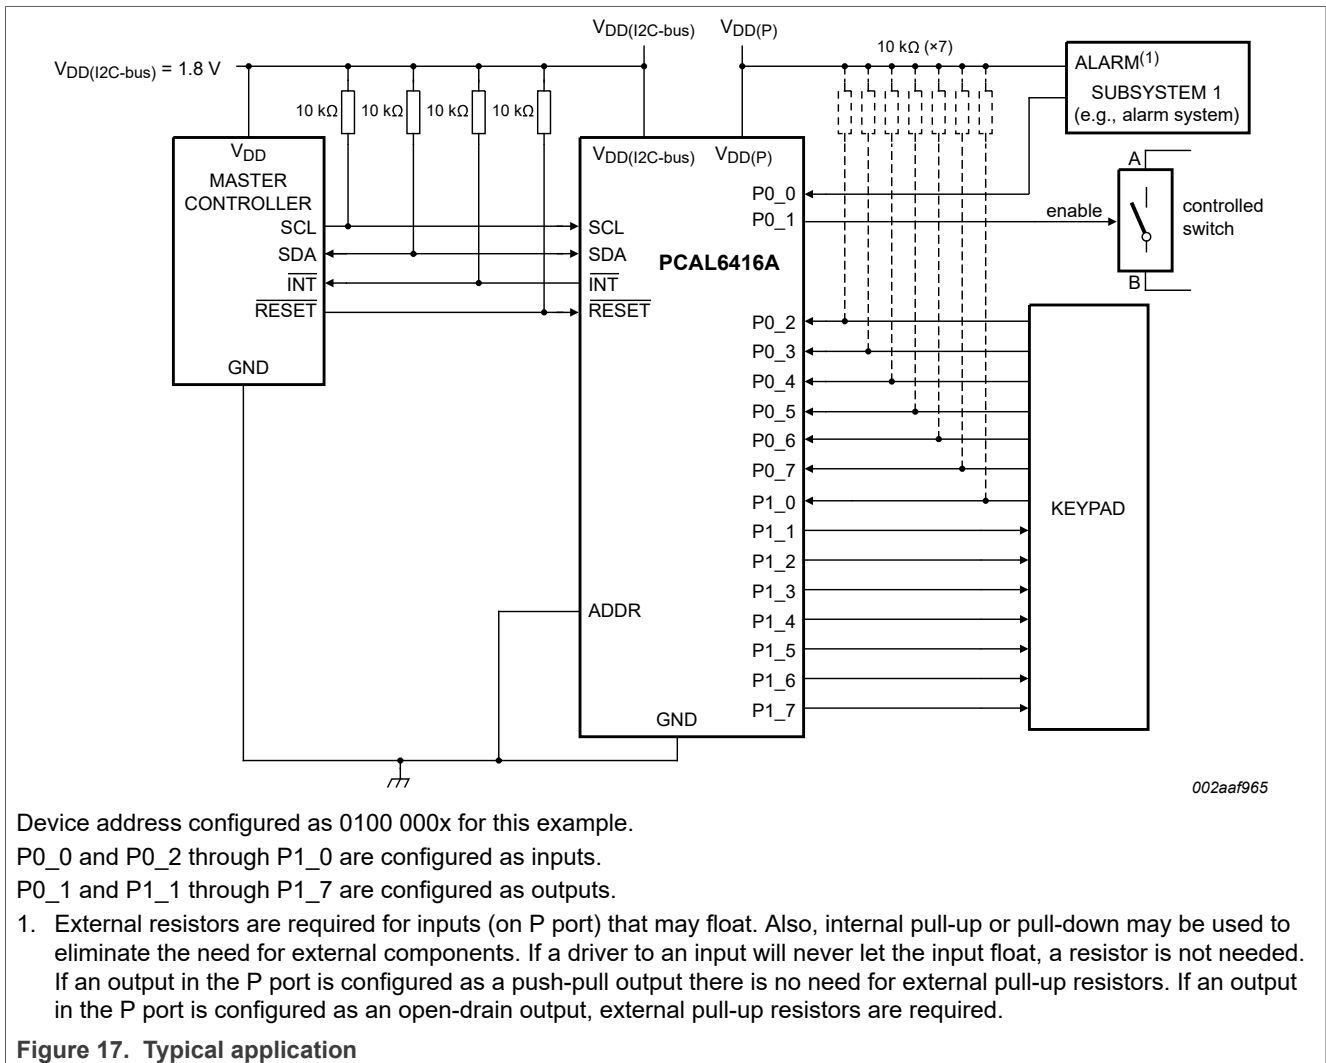 VDD(I2C-bus) VDD(P)
VDD(I2C-bus) = 1.8 V
10 kΩ 10 kΩ 10 kΩ 10 kΩ
10 kΩ (×7)
ALARM(1)
SUBSYSTEM 1
(e.g., alarm system)
VDD
MASTER
CONTROLLER
SCL
SDA
INT
RESET
GND
VDD(I2C-bus) VDD(P)
SCL
SDA
INT
RESET
PCAL6416A
ADDR
GND
P0_0
P0_1
P0_2
P0_3
P0_4
P0_5
P0_6
P0_7
P1_0
P1_1
P1_2
P1_3
P1_4
P1_5
P1_6
P1_7
enable
A
B
controlled
switch
KEYPAD
002aaf965
Device address configured as 0100 000x for this example.
P0_0 and P0_2 through P1_0 are configured as inputs.
P0_1 and P1_1 through P1_7 are configured as outputs.
1. External resistors are required for inputs (on P port) that may float. Also, internal pull-up or pull-down may be used to
eliminate the need for external components. If a driver to an input will never let the input float, a resistor is not needed.
If an output in the P port is configured as a push-pull output there is no need for external pull-up resistors. If an output
in the P port is configured as an open-drain output, external pull-up resistors are required.
Figure 17. Typical application